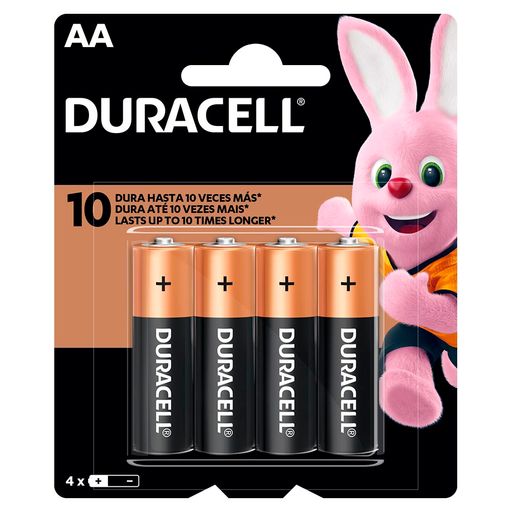 AA
DURACELL®
10
DURA HASTA 10 VECES MÁS*
DURA ATÉ 10 VEZES MAIS*
LASTS UP TO 10 TIMES LONGER*
+ + + +
DURACELL®
DURACELL®
DURACELL®
DURACELL®
4 x + -